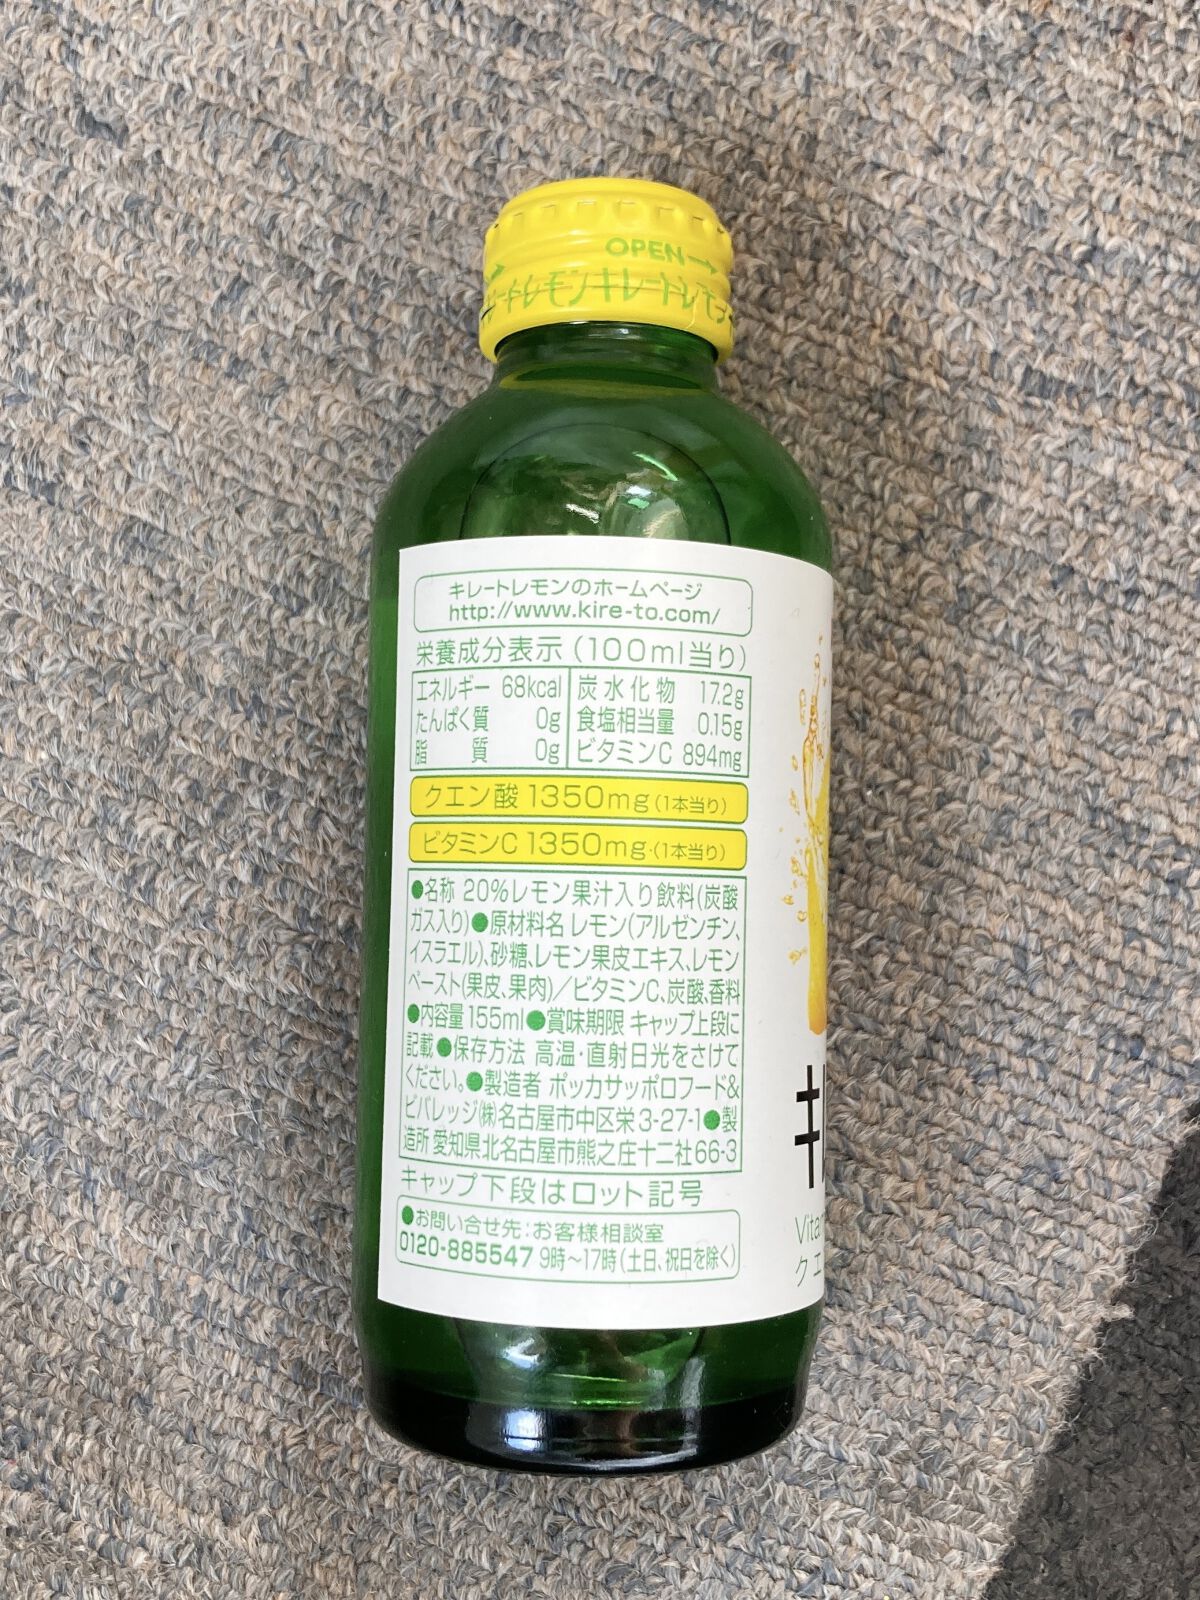 OPEN→
キレートレモンキレートレモン
キレートレモンのホームページ
http://www.kire-to.com/
栄養成分表示(100ml当り)
エネルギー 68kcal 炭水化物 17.2g
たんぱく質 0g 食塩相当量 0.15g
脂質 0g ビタミンC 894mg
クエン酸 1350mg(1本当り)
ビタミンC 1350mg(1本当り)
●名称 20%レモン果汁入り飲料(炭酸
ガス入り)●原材料名 レモン(アルゼンチン、
イスラエル)、砂糖、レモン果皮エキス、レモン
ペースト(果皮、果肉)/ビタミンC、炭酸、香料
●内容量 155ml●賞味期限 キャップ上段に
記載●保存方法 高温・直射日光をさけて
ください。●製造者 ポッカサッポロフード&
ビバレッジ㈱名古屋市中区栄3-27-1●製
造所 愛知県北名古屋市熊之庄十二社66-3
キャップ下段はロット記号
●お問い合せ先:お客様相談室
0120-885547 9時〜17時(土日、祝日を除く)
キレ
Vita
クエ